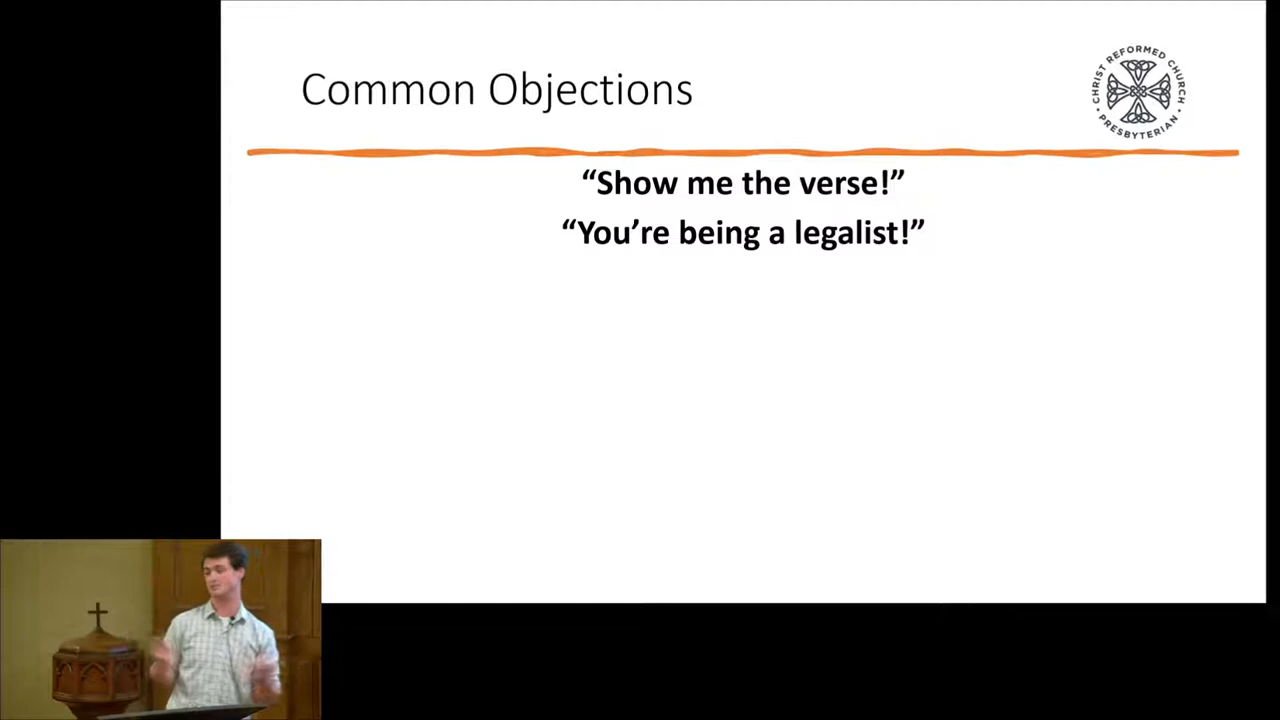 Common Objections
CHRIST REFORMED CHURCH
• PRESBYTERIAN •
“Show me the verse!”
“You’re being a legalist!”